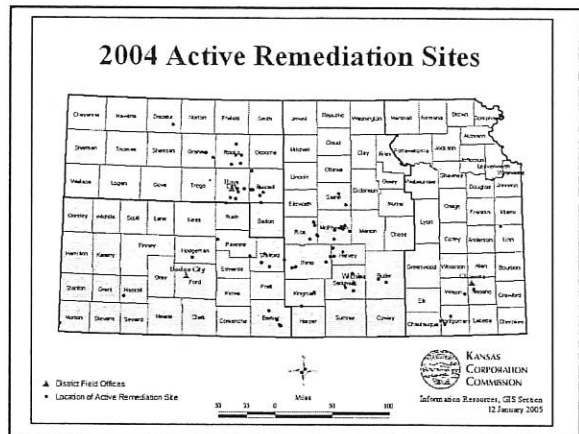 2004 Active Remediation Sites
Cheyenne Rawlins Decatur Norton Phillips Smith Jewell Republic Washington Marshall Nemaha Brown Doniphan
Sherman Thomas Sheridan Graham Rooks Osborne Mitchell Cloud Clay Riley Pottawatomie Jackson Atchison Jefferson Leavenworth
Wallace Logan Gove Trego Hays Russell Lincoln Ottawa Geary Wabaunsee Shawnee Douglas Johnson
Greeley Wichita Scott Lane Ness Rush Barton Ellsworth Saline Dickinson Morris Lyon Osage Franklin Miami
Hamilton Kearny Finney Hodgeman Pawnee Stafford Rice McPherson Marion Chase Coffey Anderson Linn
Stanton Grant Haskell Gray Dodge City Ford Edwards Kiowa Pratt Reno Harvey Wichita Sedgwick Butler Greenwood Woodson Allen Bourbon
Morton Stevens Seward Meade Clark Comanche Barber Kingman Harper Sumner Cowley Elk Chautauqua Wilson Neosho Crawford Montgomery Labette Cherokee
▲ District Field Offices
• Location of Active Remediation Site
Miles
50 25 0 50 100
KANSAS
CORPORATION
COMMISSION
Information Resources, GIS Section
12 January 2005